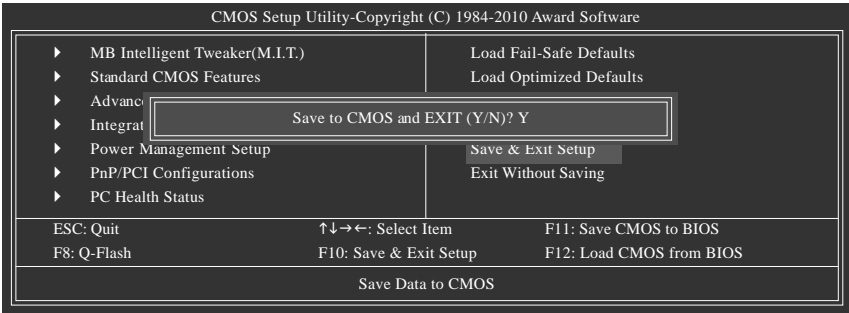 CMOS Setup Utility-Copyright (C) 1984-2010 Award Software
MB Intelligent Tweaker(M.I.T.)
Standard CMOS Features
Power Management Setup
PnP/PCI Configurations
PC Health Status
Load Fail-Safe Defaults
Load Optimized Defaults
Save & Exit Setup
Exit Without Saving
Save to CMOS and EXIT (Y/N)? Y
ESC: Quit ↑↓→←: Select Item F11: Save CMOS to BIOS
F8: Q-Flash F10: Save & Exit Setup F12: Load CMOS from BIOS
Save Data to CMOS